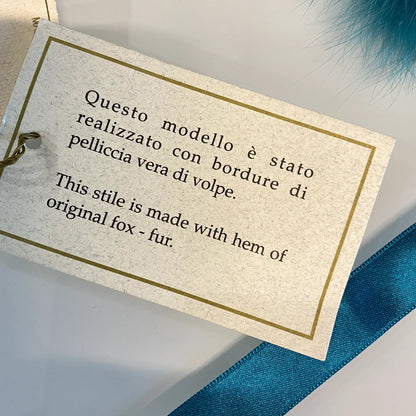 Questo modello è stato
realizzato con bordure di
pelliccia vera di volpe.
This stile is made with hem of
original fox - fur.